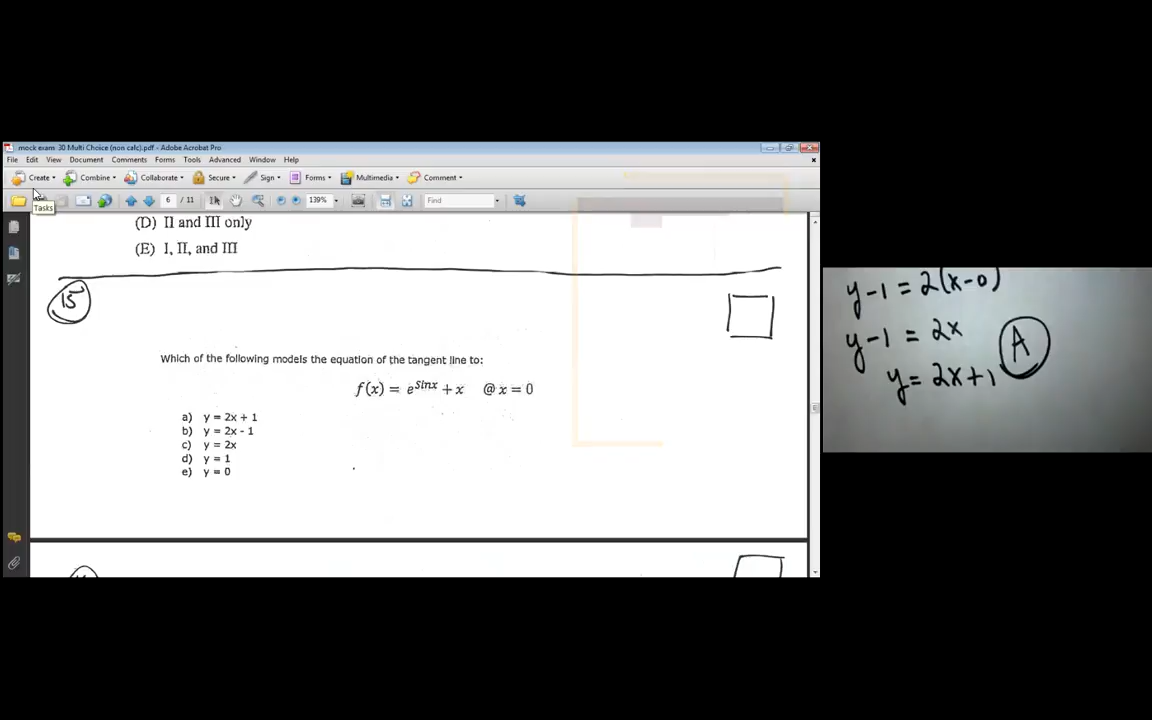 mock exam 30 Multi Choice (non calc).pdf - Adobe Acrobat Pro
File Edit View Document Comments Forms Tools Advanced Window Help
Create Combine Collaborate Secure Sign Forms Multimedia Comment
Tasks
6 / 11 139% Find
(D) II and III only
(E) I, II, and III
15
Which of the following models the equation of the tangent line to:
f(x) = e^sinx + x @ x = 0
a) y = 2x + 1
b) y = 2x - 1
c) y = 2x
d) y = 1
e) y = 0
y-1 = 2(x-0)
y-1 = 2x
y = 2x+1
A